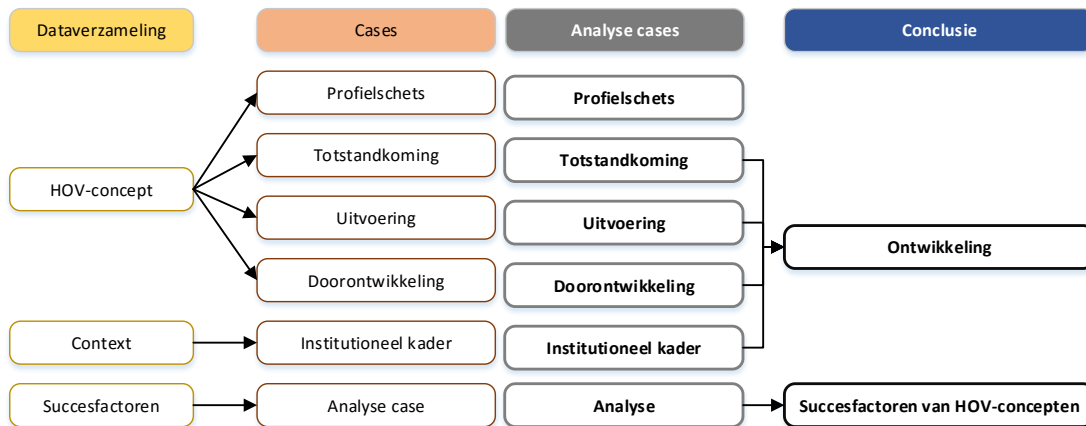 Dataverzameling
Cases
Analyse cases
Conclusie
Profielschets
Profielschets
Totstandkoming
Totstandkoming
HOV-concept
Uitvoering
Uitvoering
Ontwikkeling
Doorontwikkeling
Doorontwikkeling
Context
Institutioneel kader
Institutioneel kader
Succesfactoren
Analyse case
Analyse
Succesfactoren van HOV-concepten